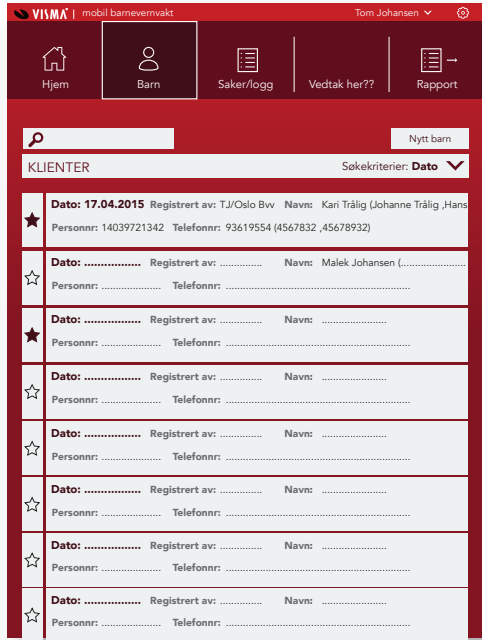 VISMA | mobil barnevernvakt Tom Johansen
Hjem Barn Saker/logg Vedtak her?? Rapport
Nytt barn
KLIENTER Søkekriterier: Dato
Dato: 17.04.2015 Registrert av: TJ/Oslo Bvv Navn: Kari Trålig (Johanne Trålig ,Hans
Personnr: 14039721342 Telefonnr: 93619554 (4567832 ,45678932)
Dato: ................. Registrert av: .............. Navn: Malek Johansen (......................
Personnr: .................... Telefonnr: ..............................................................
Dato: ................. Registrert av: .............. Navn: ......................
Personnr: .................... Telefonnr: ..............................................................
Dato: ................. Registrert av: .............. Navn: ......................
Personnr: .................... Telefonnr: ..............................................................
Dato: ................. Registrert av: .............. Navn: ......................
Personnr: .................... Telefonnr: ..............................................................
Dato: ................. Registrert av: .............. Navn: ......................
Personnr: .................... Telefonnr: ..............................................................
Dato: ................. Registrert av: .............. Navn: ......................
Personnr: .................... Telefonnr: ..............................................................
Dato: ................. Registrert av: .............. Navn: ......................
Personnr: .................... Telefonnr: ..............................................................